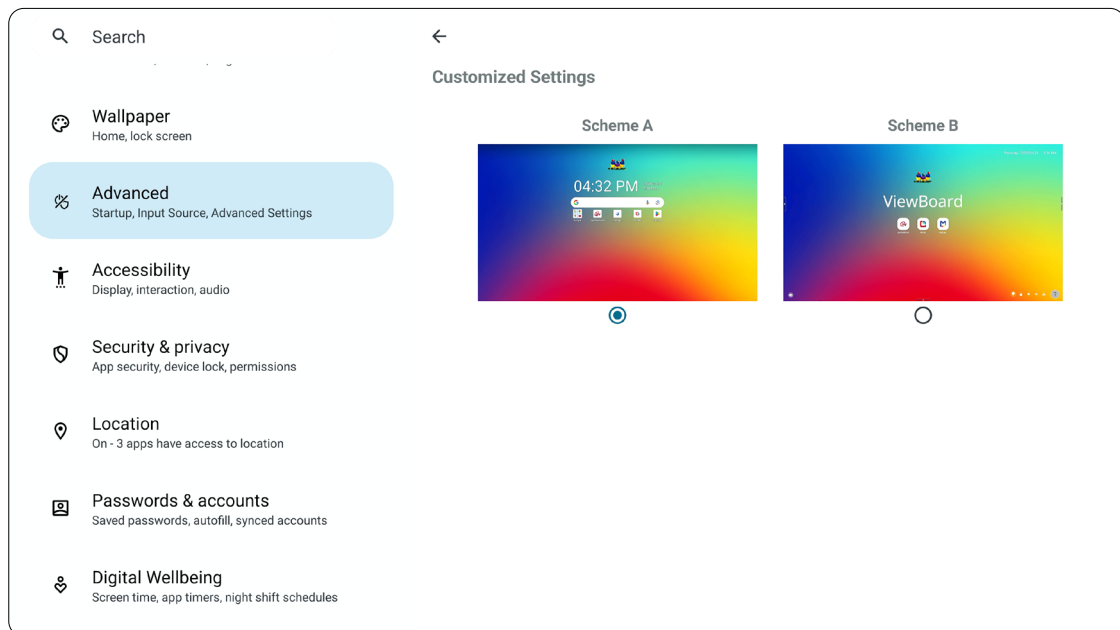 Search
Wallpaper
Home, lock screen
Advanced
Startup, Input Source, Advanced Settings
Accessibility
Display, interaction, audio
Security & privacy
App security, device lock, permissions
Location
On - 3 apps have access to location
Passwords & accounts
Saved passwords, autofill, synced accounts
Digital Wellbeing
Screen time, app timers, night shift schedules
Customized Settings
Scheme A
04:32 PM
Scheme B
ViewBoard